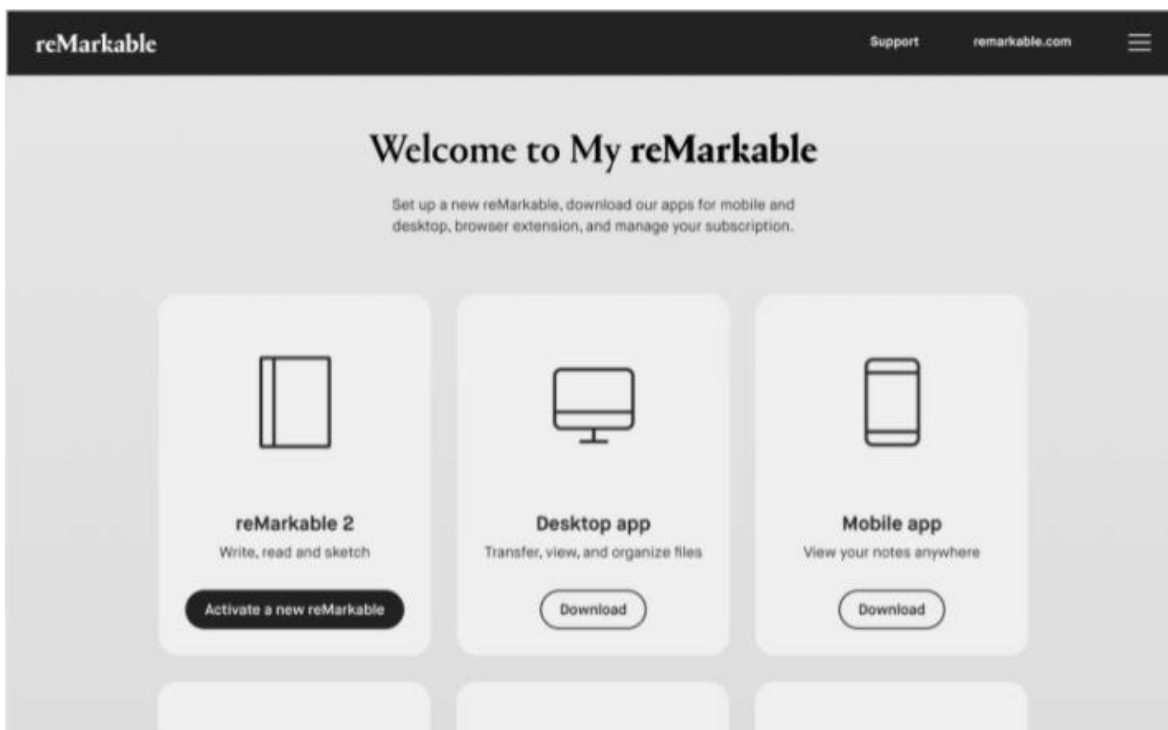 reMarkable
Support
remarkable.com
Welcome to My reMarkable
Set up a new reMarkable, download our apps for mobile and
desktop, browser extension, and manage your subscription.
reMarkable 2
Write, read and sketch
Activate a new reMarkable
Desktop app
Transfer, view, and organize files
Download
Mobile app
View your notes anywhere
Download